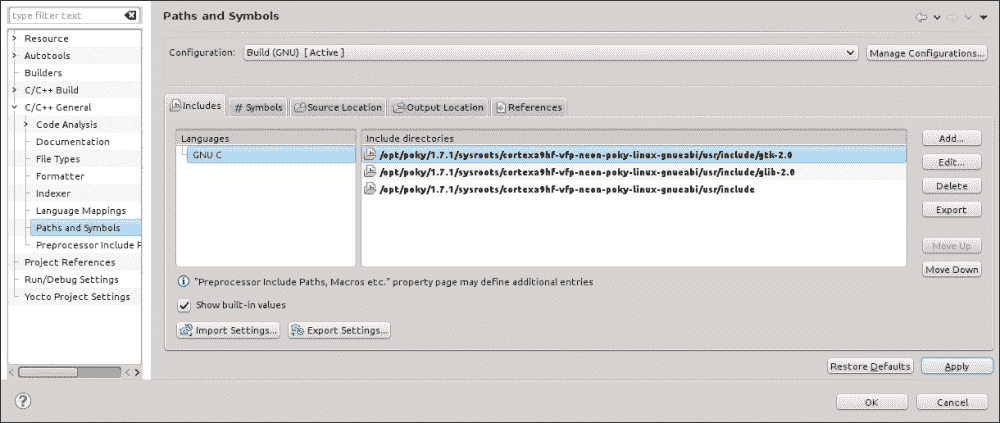 type filter text
Resource
Autotools
Builders
C/C++ Build
C/C++ General
Code Analysis
Documentation
File Types
Formatter
Indexer
Language Mappings
Paths and Symbols
Preprocessor Include P
Project References
Run/Debug Settings
Yocto Project Settings
Paths and Symbols
Configuration: Build (GNU) [ Active ] Manage Configurations...
Includes # Symbols Source Location Output Location References
Languages Include directories
GNU C
/opt/poky/1.7.1/sysroots/cortexa9hf-vfp-neon-poky-linux-gnueabi/usr/include/gtk-2.0
/opt/poky/1.7.1/sysroots/cortexa9hf-vfp-neon-poky-linux-gnueabi/usr/include/glib-2.0
/opt/poky/1.7.1/sysroots/cortexa9hf-vfp-neon-poky-linux-gnueabi/usr/include
Add...
Edit...
Delete
Export
Move Up
Move Down
"Preprocessor Include Paths, Macros etc." property page may define additional entries
Show built-in values
Import Settings... Export Settings...
Restore Defaults Apply
OK Cancel